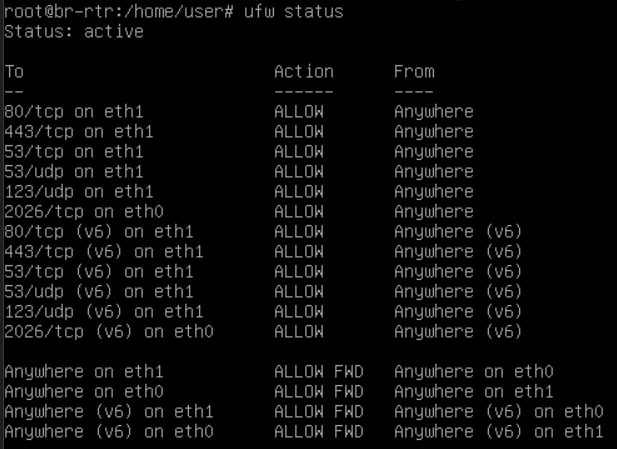 root@br-rtr:/home/user# ufw status
Status: active
To Action From
-- ------ ----
80/tcp on eth1 ALLOW Anywhere
443/tcp on eth1 ALLOW Anywhere
53/tcp on eth1 ALLOW Anywhere
53/udp on eth1 ALLOW Anywhere
123/udp on eth1 ALLOW Anywhere
2026/tcp on eth0 ALLOW Anywhere
80/tcp (v6) on eth1 ALLOW Anywhere (v6)
443/tcp (v6) on eth1 ALLOW Anywhere (v6)
53/tcp (v6) on eth1 ALLOW Anywhere (v6)
53/udp (v6) on eth1 ALLOW Anywhere (v6)
123/udp (v6) on eth1 ALLOW Anywhere (v6)
2026/tcp (v6) on eth0 ALLOW Anywhere (v6)
Anywhere on eth1 ALLOW FWD Anywhere on eth0
Anywhere on eth0 ALLOW FWD Anywhere on eth1
Anywhere (v6) on eth1 ALLOW FWD Anywhere (v6) on eth0
Anywhere (v6) on eth0 ALLOW FWD Anywhere (v6) on eth1